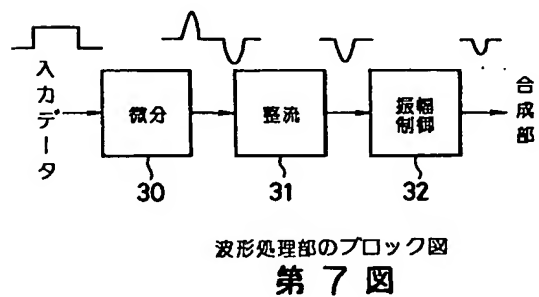 入力データ
微分
整流
振幅
制御
合成部
30
31
32
波形処理部のブロック図
第7図